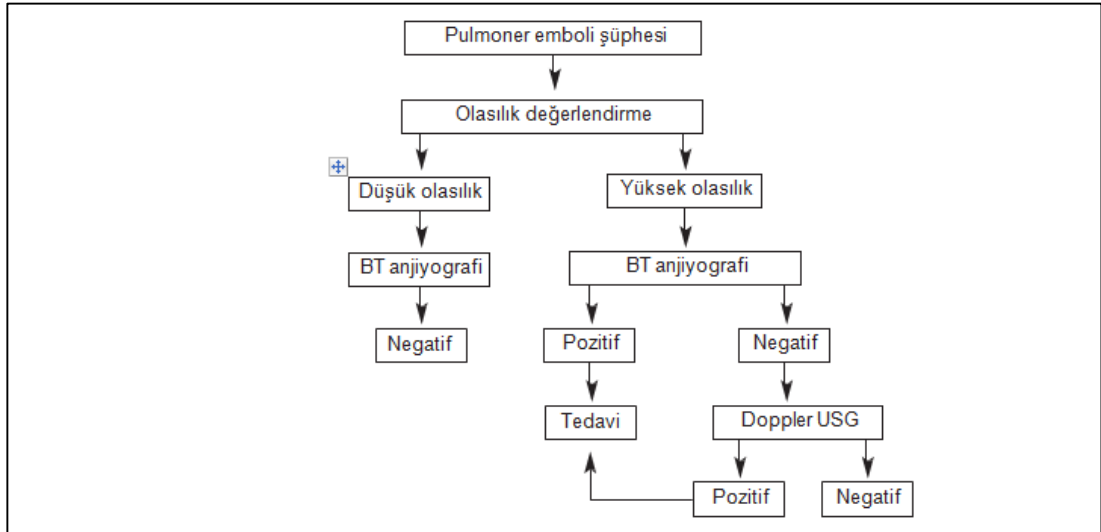 Pulmoner emboli şüphesi
Olasılık değerlendirme
Düşük olasılık
Yüksek olasılık
BT anjiyografi
BT anjiyografi
Negatif
Pozitif
Negatif
Tedavi
Doppler USG
Pozitif
Negatif